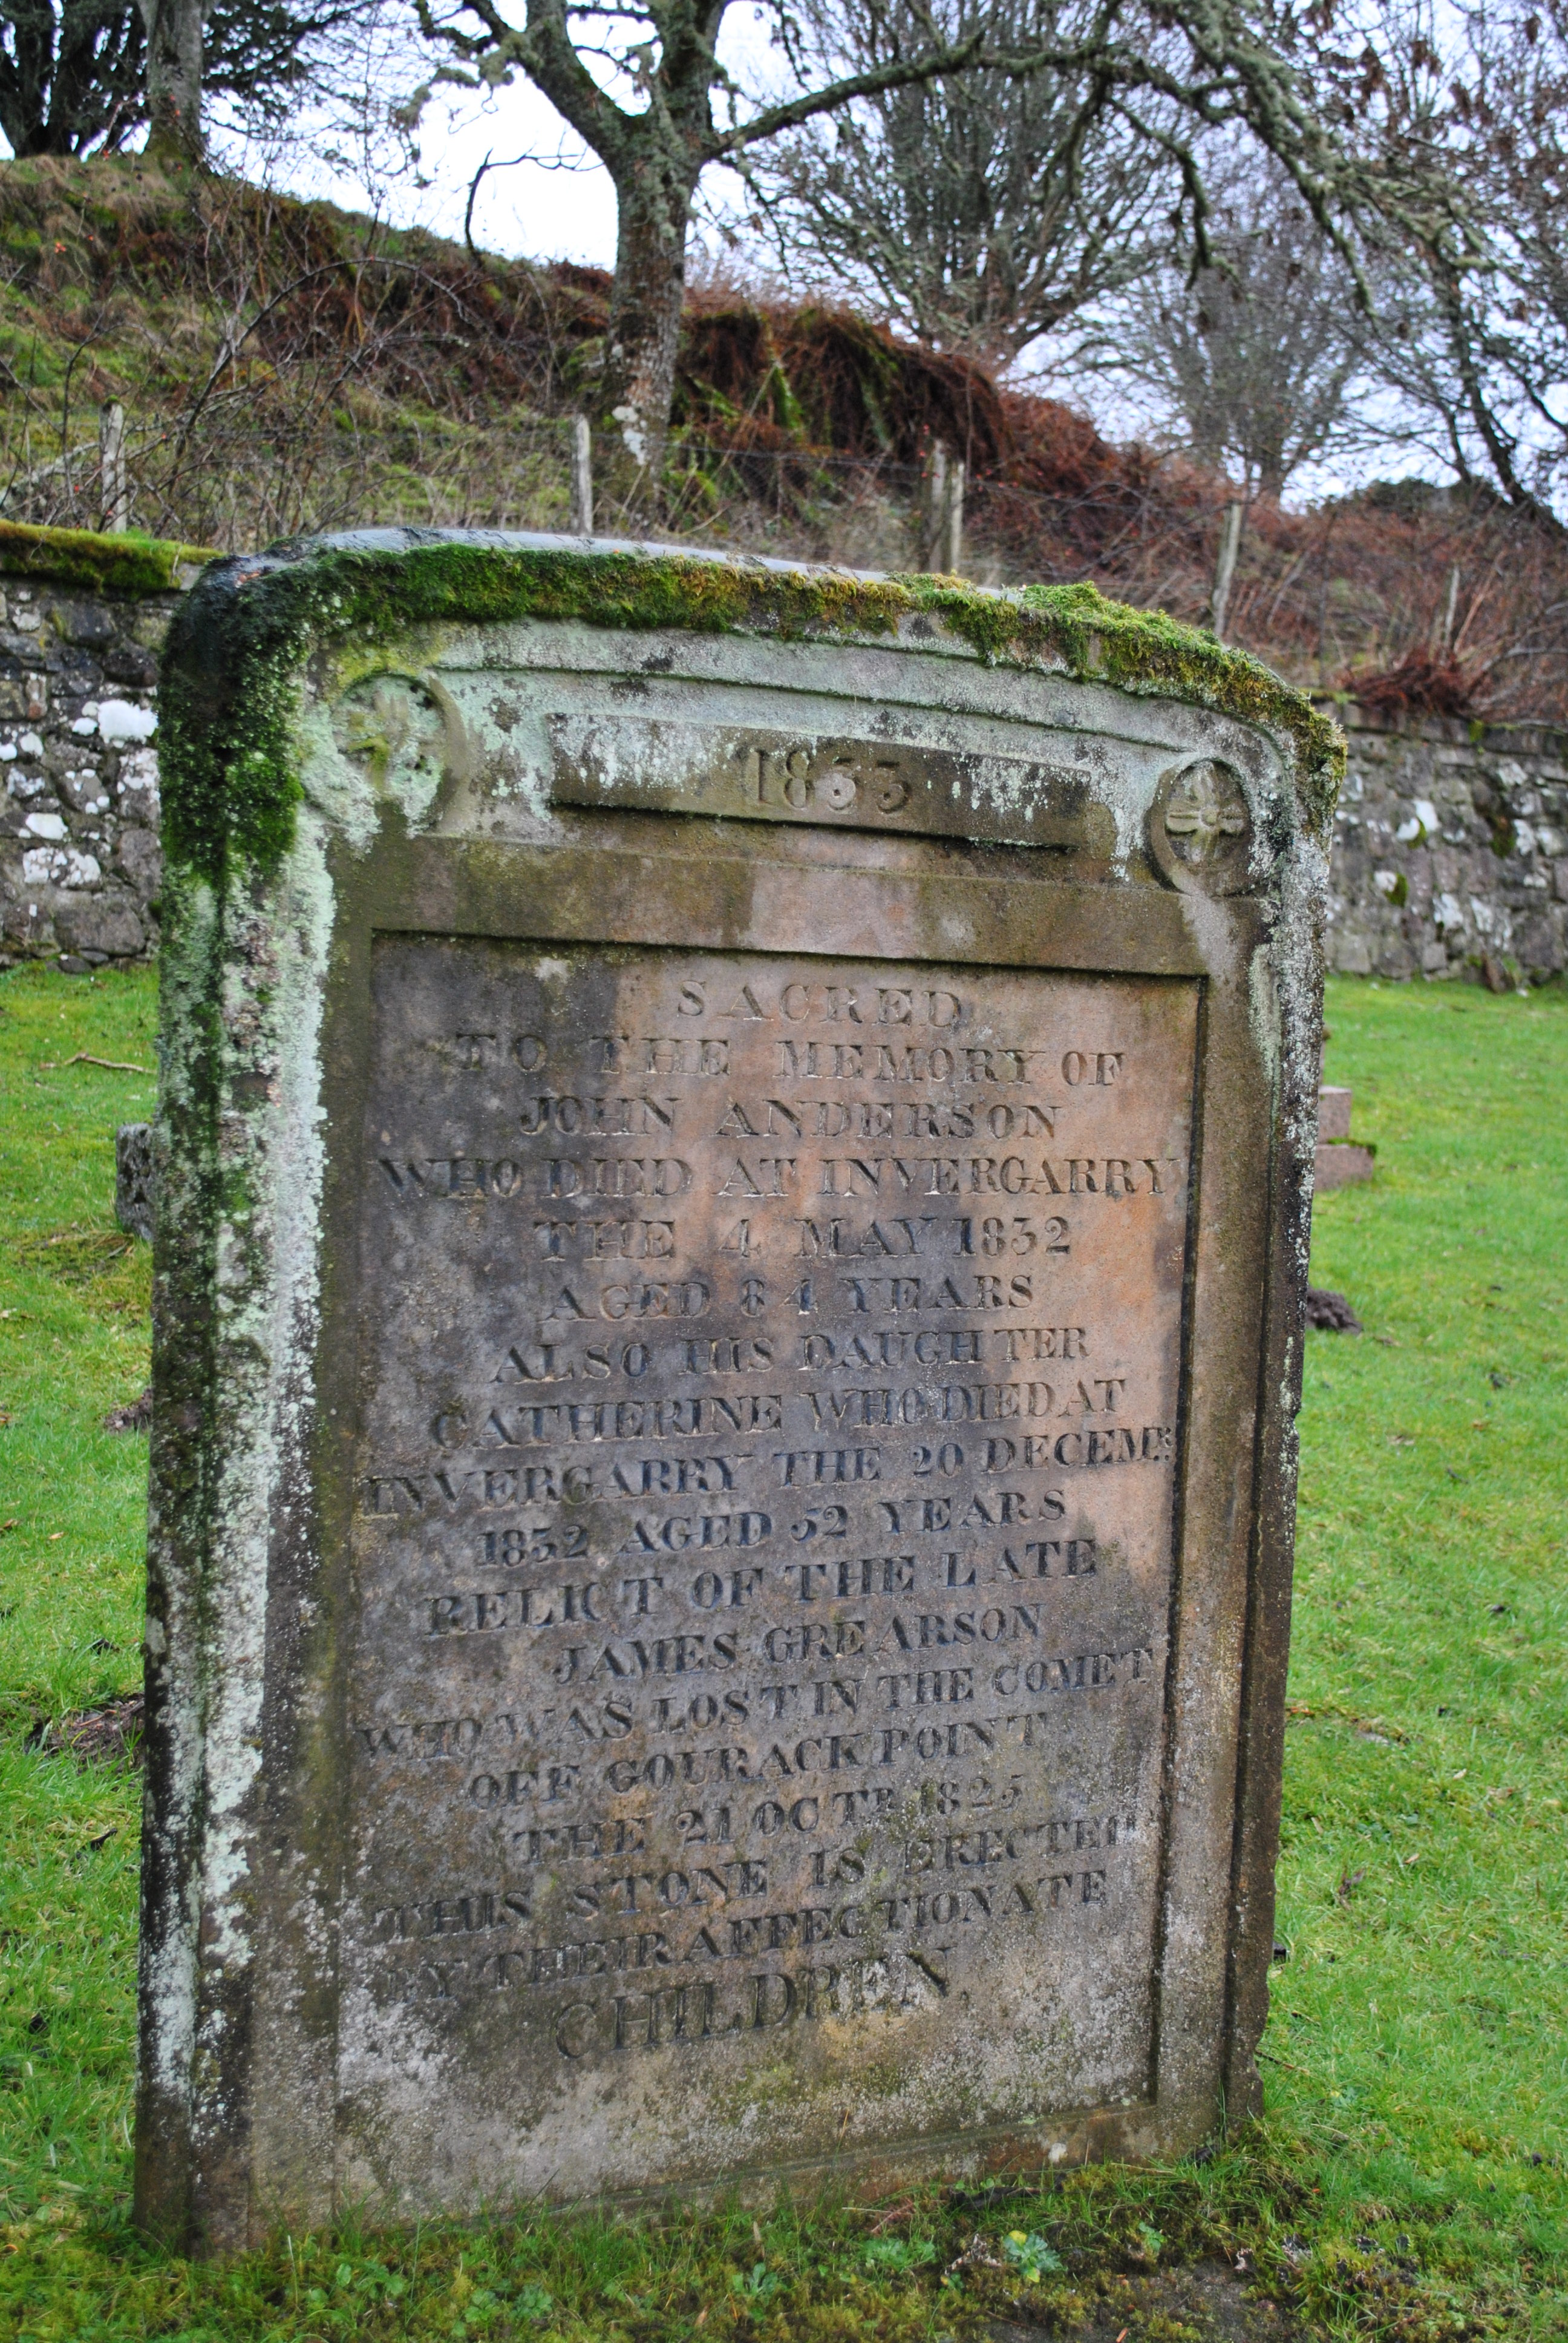 1833
SACRED
TO THE MEMORY OF
JOHN ANDERSON
WHO DIED AT INVERGARRY
THE 4 MAY 1832
AGED 84 YEARS
ALSO HIS DAUGHTER
CATHERINE WHO DIED AT
INVERGARRY THE 20 DECEMR
1832 AGED 52 YEARS
RELICT OF THE LATE
JAMES GREARSON
WHO WAS LOST IN THE COMET
OFF GOURACK POINT
THE 21 OCTR 1825
THIS STONE IS ERECTED
BY THEIR AFFECTIONATE
CHILDREN.